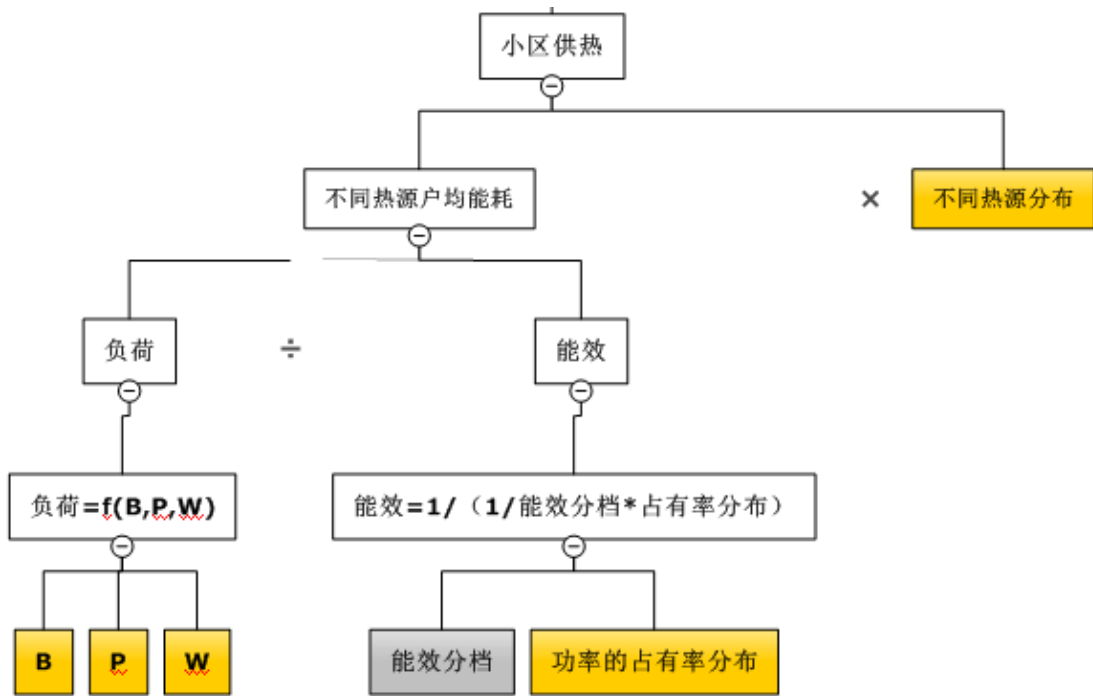 小区供热
不同热源户均能耗
×
不同热源分布
负荷
÷
能效
负荷=f(B,P,W)
能效=1/（1/能效分档*占有率分布）
B
P
W
能效分档
功率的占有率分布